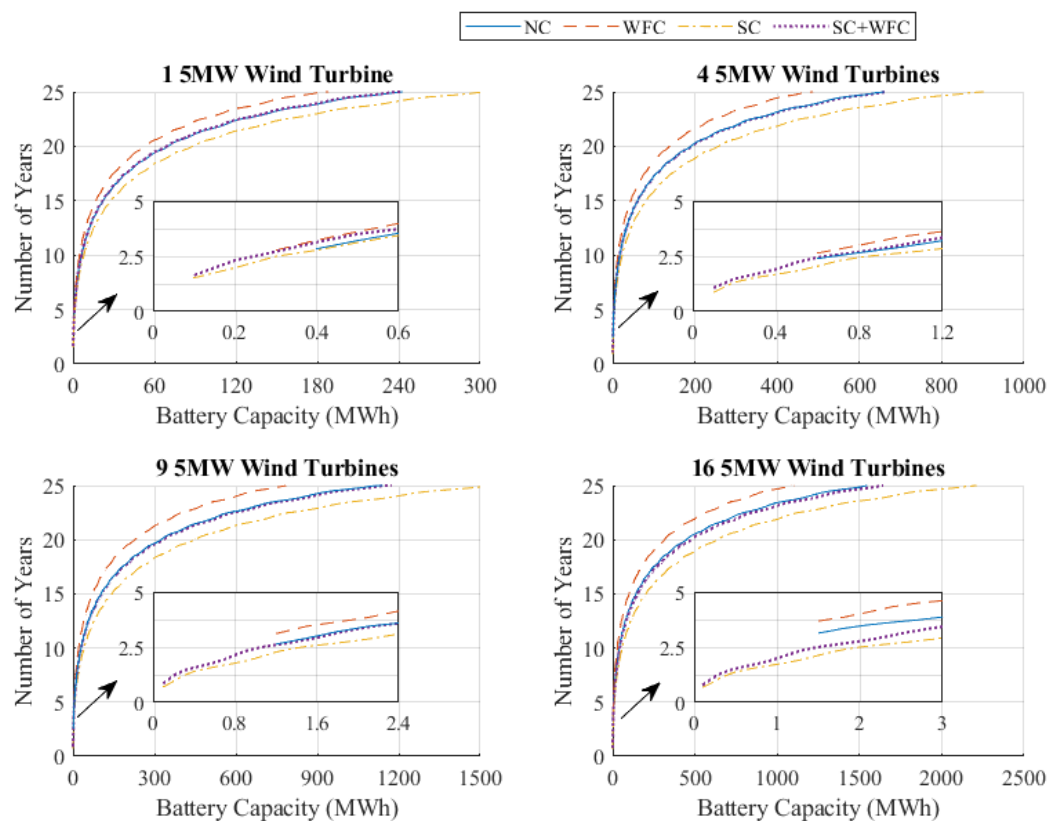 NC WFC SC SC+WFC
1 5MW Wind Turbine
25
20
15
10
5
0
Number of Years
5
2.5
0
0 0.2 0.4 0.6
0 60 120 180 240 300
Battery Capacity (MWh)
4 5MW Wind Turbines
25
20
15
10
5
0
Number of Years
5
2.5
0
0 0.4 0.8 1.2
0 200 400 600 800 1000
Battery Capacity (MWh)
9 5MW Wind Turbines
25
20
15
10
5
0
Number of Years
5
2.5
0
0 0.8 1.6 2.4
0 300 600 900 1200 1500
Battery Capacity (MWh)
16 5MW Wind Turbines
25
20
15
10
5
0
Number of Years
5
2.5
0
0 1 2 3
0 500 1000 1500 2000 2500
Battery Capacity (MWh)